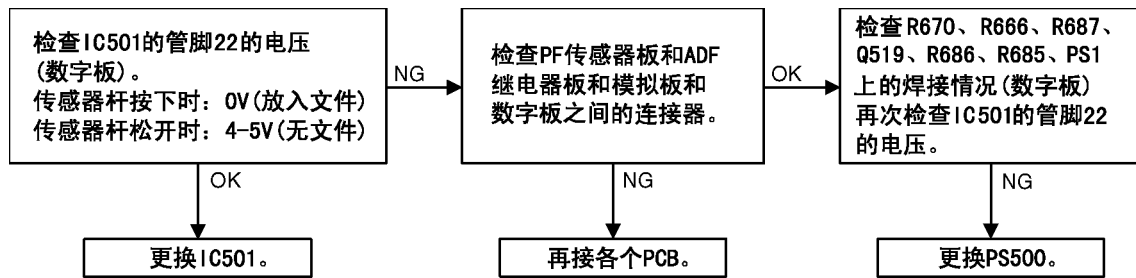 检查IC501的管脚22的电压
(数字板)。
传感器杆按下时：0V(放入文件)
传感器杆松开时：4-5V(无文件)
NG
检查PF传感器板和ADF
继电器板和模拟板和
数字板之间的连接器。
OK
检查R670、R666、R687、
Q519、R686、R685、PS1
上的焊接情况(数字板)
再次检查IC501的管脚22
的电压。
OK
NG
NG
更换IC501。
再接各个PCB。
更换PS500。